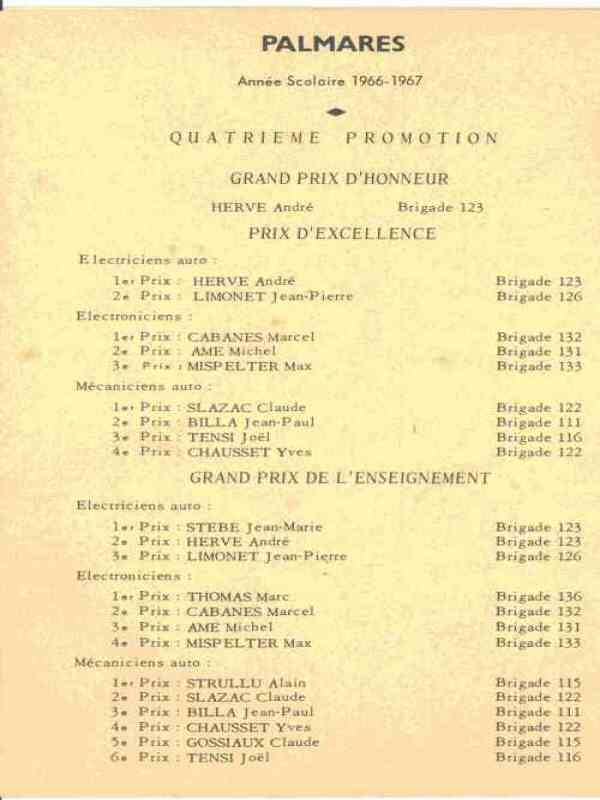 PALMARES
Année Scolaire 1966-1967
QUATRIEME PROMOTION
GRAND PRIX D'HONNEUR
HERVE André Brigade 123
PRIX D'EXCELLENCE
Electriciens auto :
1er Prix : HERVE André Brigade 123
2e Prix : LIMONET Jean-Pierre Brigade 126
Electroniciens :
1er Prix : CABANES Marcel Brigade 132
2e Prix : AME Michel Brigade 131
3e Prix : MISPELTER Max Brigade 133
Mécaniciens auto :
1er Prix : SLAZAC Claude Brigade 122
2e Prix : BILLA Jean-Paul Brigade 111
3e Prix : TENSI Joël Brigade 116
4e Prix : CHAUSSET Yves Brigade 122
GRAND PRIX DE L'ENSEIGNEMENT
Electriciens auto :
1er Prix : STEBE Jean-Marie Brigade 123
2e Prix : HERVE André Brigade 123
3e Prix : LIMONET Jean-Pierre Brigade 126
Electroniciens :
1er Prix : THOMAS Marc Brigade 136
2e Prix : CABANES Marcel Brigade 132
3e Prix : AME Michel Brigade 131
4e Prix : MISPELTER Max Brigade 133
Mécaniciens auto :
1er Prix : STRULLU Alain Brigade 115
2e Prix : SLAZAC Claude Brigade 122
3e Prix : BILLA Jean-Paul Brigade 111
4e Prix : CHAUSSET Yves Brigade 122
5e Prix : GOSSIAUX Claude Brigade 115
6e Prix : TENSI Joël Brigade 116